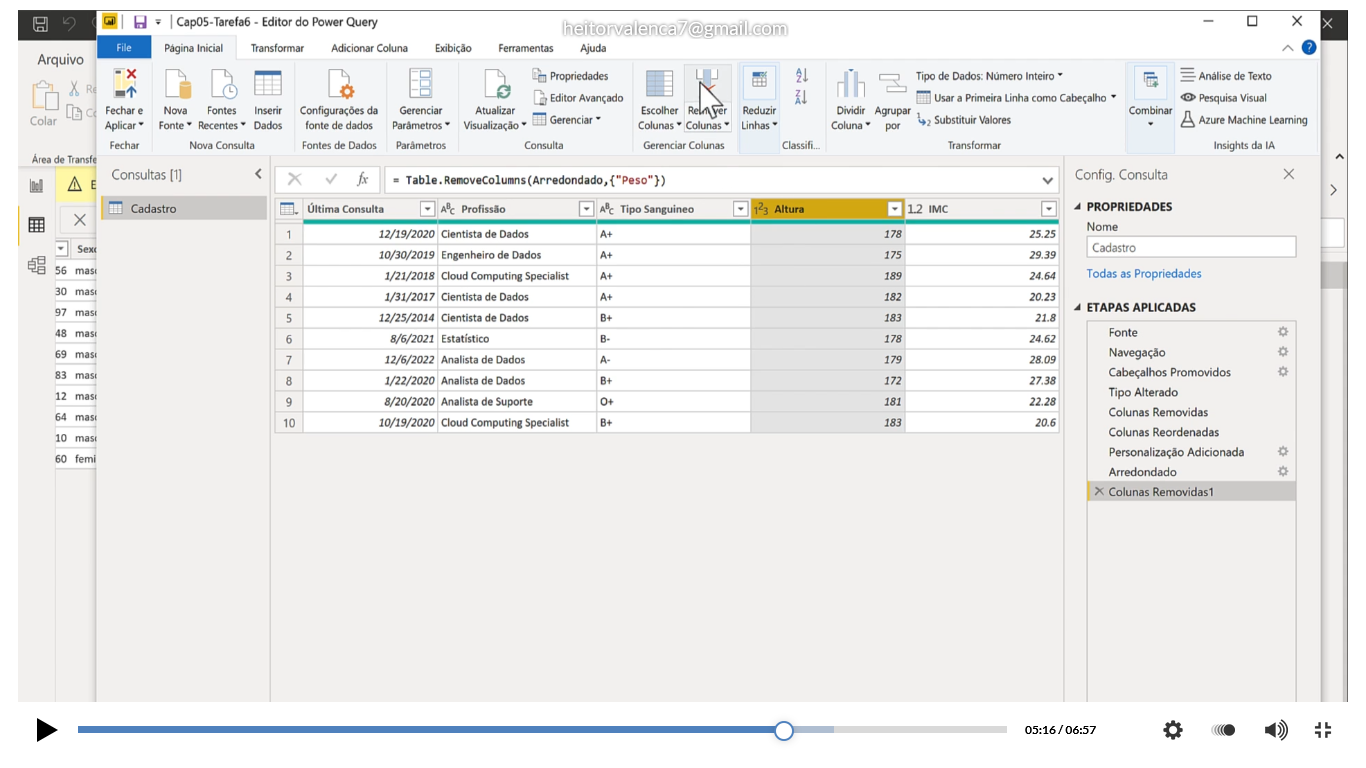 Cap05-Tarefa6 - Editor do Power Query
heitorvalenca7@gmail.com
Arquivo
File Página Inicial Transformar Adicionar Coluna Exibição Ferramentas Ajuda
Colar
Área de Transfe
Fechar e Aplicar
Fechar
Nova Fonte
Fontes Recentes
Inserir Dados
Nova Consulta
Configurações da fonte de dados
Fontes de Dados
Gerenciar Parâmetros
Parâmetros
Atualizar Visualização
Propriedades
Editor Avançado
Gerenciar
Consulta
Escolher Colunas
Colunas
Gerenciar Colunas
Reduzir Linhas
Classifi...
Dividir Coluna
Agrupar por
Tipo de Dados: Número Inteiro
Usar a Primeira Linha como Cabeçalho
Substituir Valores
Transformar
Combinar
Análise de Texto
Pesquisa Visual
Azure Machine Learning
Insights da IA
Consultas [1]
Cadastro
= Table.RemoveColumns(Arredondado,{"Peso"})
Última Consulta Profissão Tipo Sanguineo Altura 1.2 IMC
1 12/19/2020 Cientista de Dados A+ 178 25.25
2 10/30/2019 Engenheiro de Dados A+ 175 29.39
3 1/21/2018 Cloud Computing Specialist A+ 189 24.64
4 1/31/2017 Cientista de Dados A+ 182 20.23
5 12/25/2014 Cientista de Dados B+ 183 21.8
6 8/6/2021 Estatístico B- 178 24.62
7 12/6/2022 Analista de Dados A- 179 28.09
8 1/22/2020 Analista de Dados B+ 172 27.38
9 8/20/2020 Analista de Suporte O+ 181 22.28
10 10/19/2020 Cloud Computing Specialist B+ 183 20.6
Sexo
56 masc
30 masc
97 masc
48 masc
69 masc
83 masc
12 masc
64 masc
10 masc
60 femi
Config. Consulta
PROPRIEDADES
Nome
Cadastro
Todas as Propriedades
ETAPAS APLICADAS
Fonte
Navegação
Cabeçalhos Promovidos
Tipo Alterado
Colunas Removidas
Colunas Reordenadas
Personalização Adicionada
Arredondado
Colunas Removidas1
05:16 / 06:57